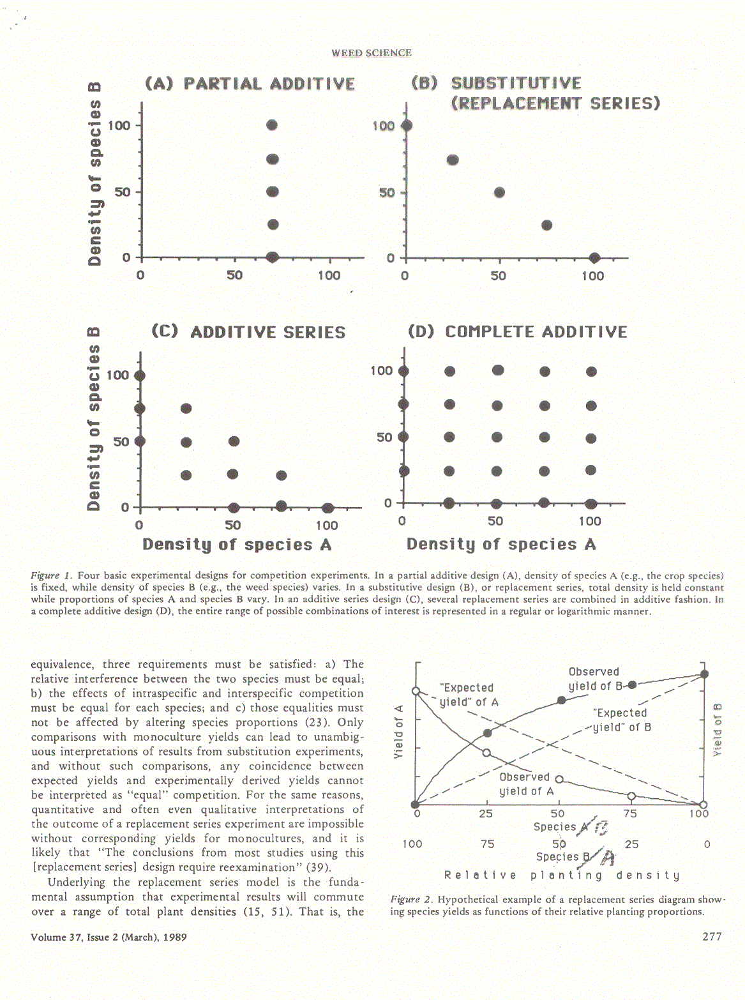 WEED SCIENCE
(A) PARTIAL ADDITIVE
(B) SUBSTITUTIVE
(REPLACEMENT SERIES)
Density of species B
100
50
0
0 50 100
100
50
0
0 50 100
(C) ADDITIVE SERIES
(D) COMPLETE ADDITIVE
Density of species B
100
50
0
0 50 100
Density of species A
100
50
0
0 50 100
Density of species A
Figure 1. Four basic experimental designs for competition experiments. In a partial additive design (A), density of species A (e.g., the crop species)
is fixed, while density of species B (e.g., the weed species) varies. In a substitutive design (B), or replacement series, total density is held constant
while proportions of species A and species B vary. In an additive series design (C), several replacement series are combined in additive fashion. In
a complete additive design (D), the entire range of possible combinations of interest is represented in a regular or logarithmic manner.
equivalence, three requirements must be satisfied: a) The
relative interference between the two species must be equal;
b) the effects of intraspecific and interspecific competition
must be equal for each species; and c) those equalities must
not be affected by altering species proportions (23). Only
comparisons with monoculture yields can lead to unambig-
uous interpretations of results from substitution experiments,
and without such comparisons, any coincidence between
expected yields and experimentally derived yields cannot
be interpreted as "equal" competition. For the same reasons,
quantitative and often even qualitative interpretations of
the outcome of a replacement series experiment are impossible
without corresponding yields for monocultures, and it is
likely that "The conclusions from most studies using this
[replacement series] design require reexamination" (39).
Underlying the replacement series model is the funda-
mental assumption that experimental results will commute
over a range of total plant densities (15, 51). That is, the
Yield of A
"Expected
yield" of A
Observed
yield of B
"Expected
yield" of B
Observed
yield of A
Yield of B
0 25 50 75 100
Species A/B
100 75 50 25 0
Species B/A
Relative planting density
Figure 2. Hypothetical example of a replacement series diagram show-
ing species yields as functions of their relative planting proportions.
Volume 37, Issue 2 (March), 1989
277